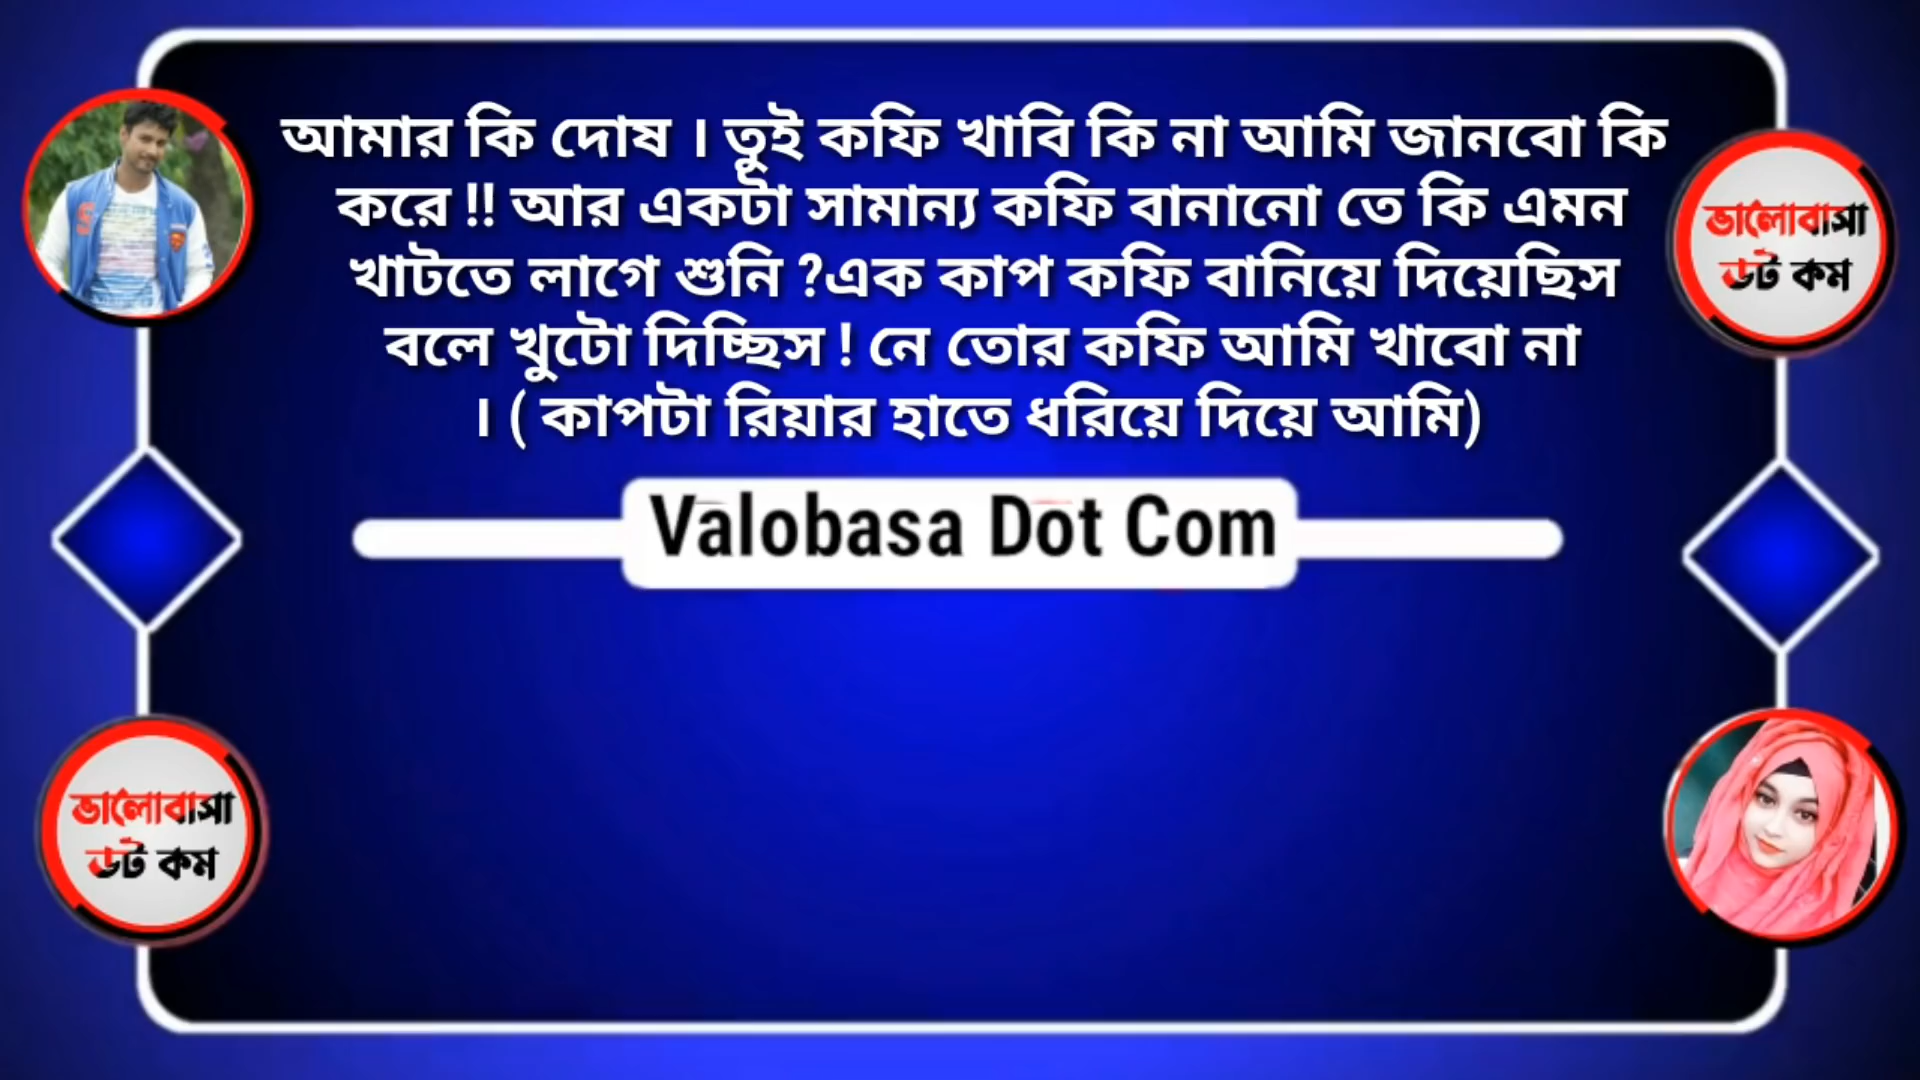 আমার কি দোষ । তুই কফি খাবি কি না আমি জানবো কি
করে !! আর একটা সামান্য কফি বানানো তে কি এমন
খাটতে লাগে শুনি ?এক কাপ কফি বানিয়ে দিয়েছিস
বলে খুটো দিচ্ছিস ! নে তোর কফি আমি খাবো না
। ( কাপটা রিয়ার হাতে ধরিয়ে দিয়ে আমি)
ভালোবাসা
ডট কম
Valobasa Dot Com
ভালোবাসা
ডট কম